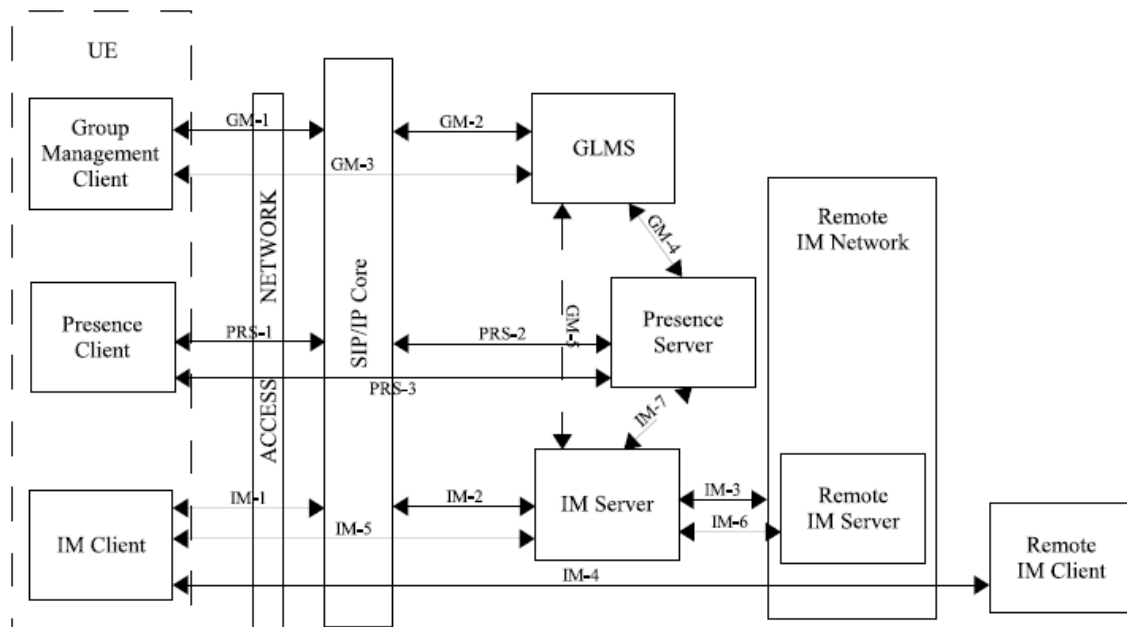 UE
Group
Management
Client
GM-1
GM-2
GM-3
GLMS
GM-4
GM-5
Remote
IM Network
ACCESS NETWORK
SIP/IP Core
Presence
Client
PRS-1
PRS-2
PRS-3
Presence
Server
IM-7
IM Client
IM-1
IM-2
IM-5
IM Server
IM-3
IM-6
Remote
IM Server
IM-4
Remote
IM Client